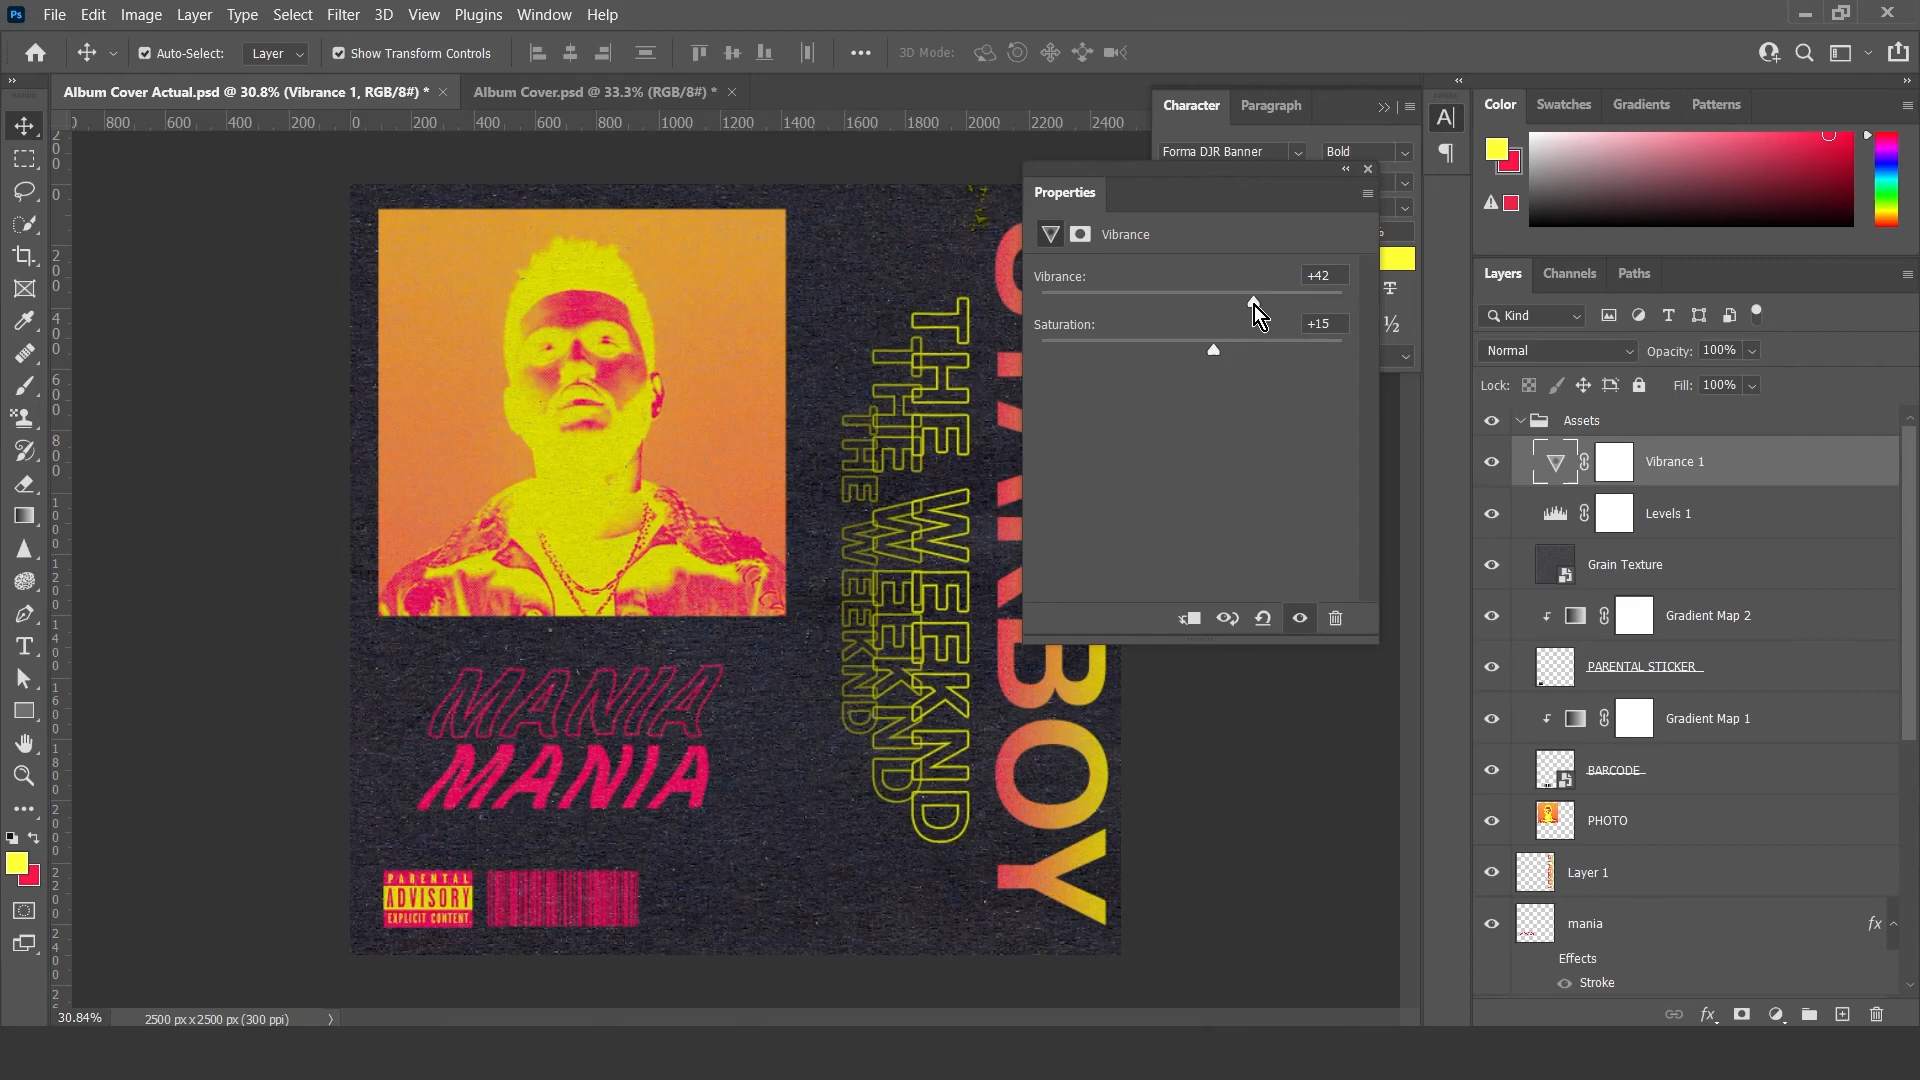 Ps File Edit Image Layer Type Select Filter 3D View Plugins Window Help
Auto-Select: Layer Show Transform Controls 3D Mode:
Album Cover Actual.psd @ 30.8% (Vibrance 1, RGB/8#) * Album Cover.psd @ 33.3% (RGB/8#) *
800 600 400 200 0 200 400 600 800 1000 1200 1400 1600 1800 2000 2200 2400
Character Paragraph
Forma DJR Banner Bold
Properties
Vibrance
Vibrance: +42
Saturation: +15
THE WEEKND
THE WEEKND
THE WEEKND
MANIA
MANIA
PARENTAL
ADVISORY
EXPLICIT CONTENT
Color Swatches Gradients Patterns
Layers Channels Paths
Kind
Normal Opacity: 100%
Lock: Fill: 100%
Assets
Vibrance 1
Levels 1
Grain Texture
Gradient Map 2
PARENTAL STICKER
Gradient Map 1
BARCODE
PHOTO
Layer 1
mania fx
Effects
Stroke
30.84% 2500 px x 2500 px (300 ppi)